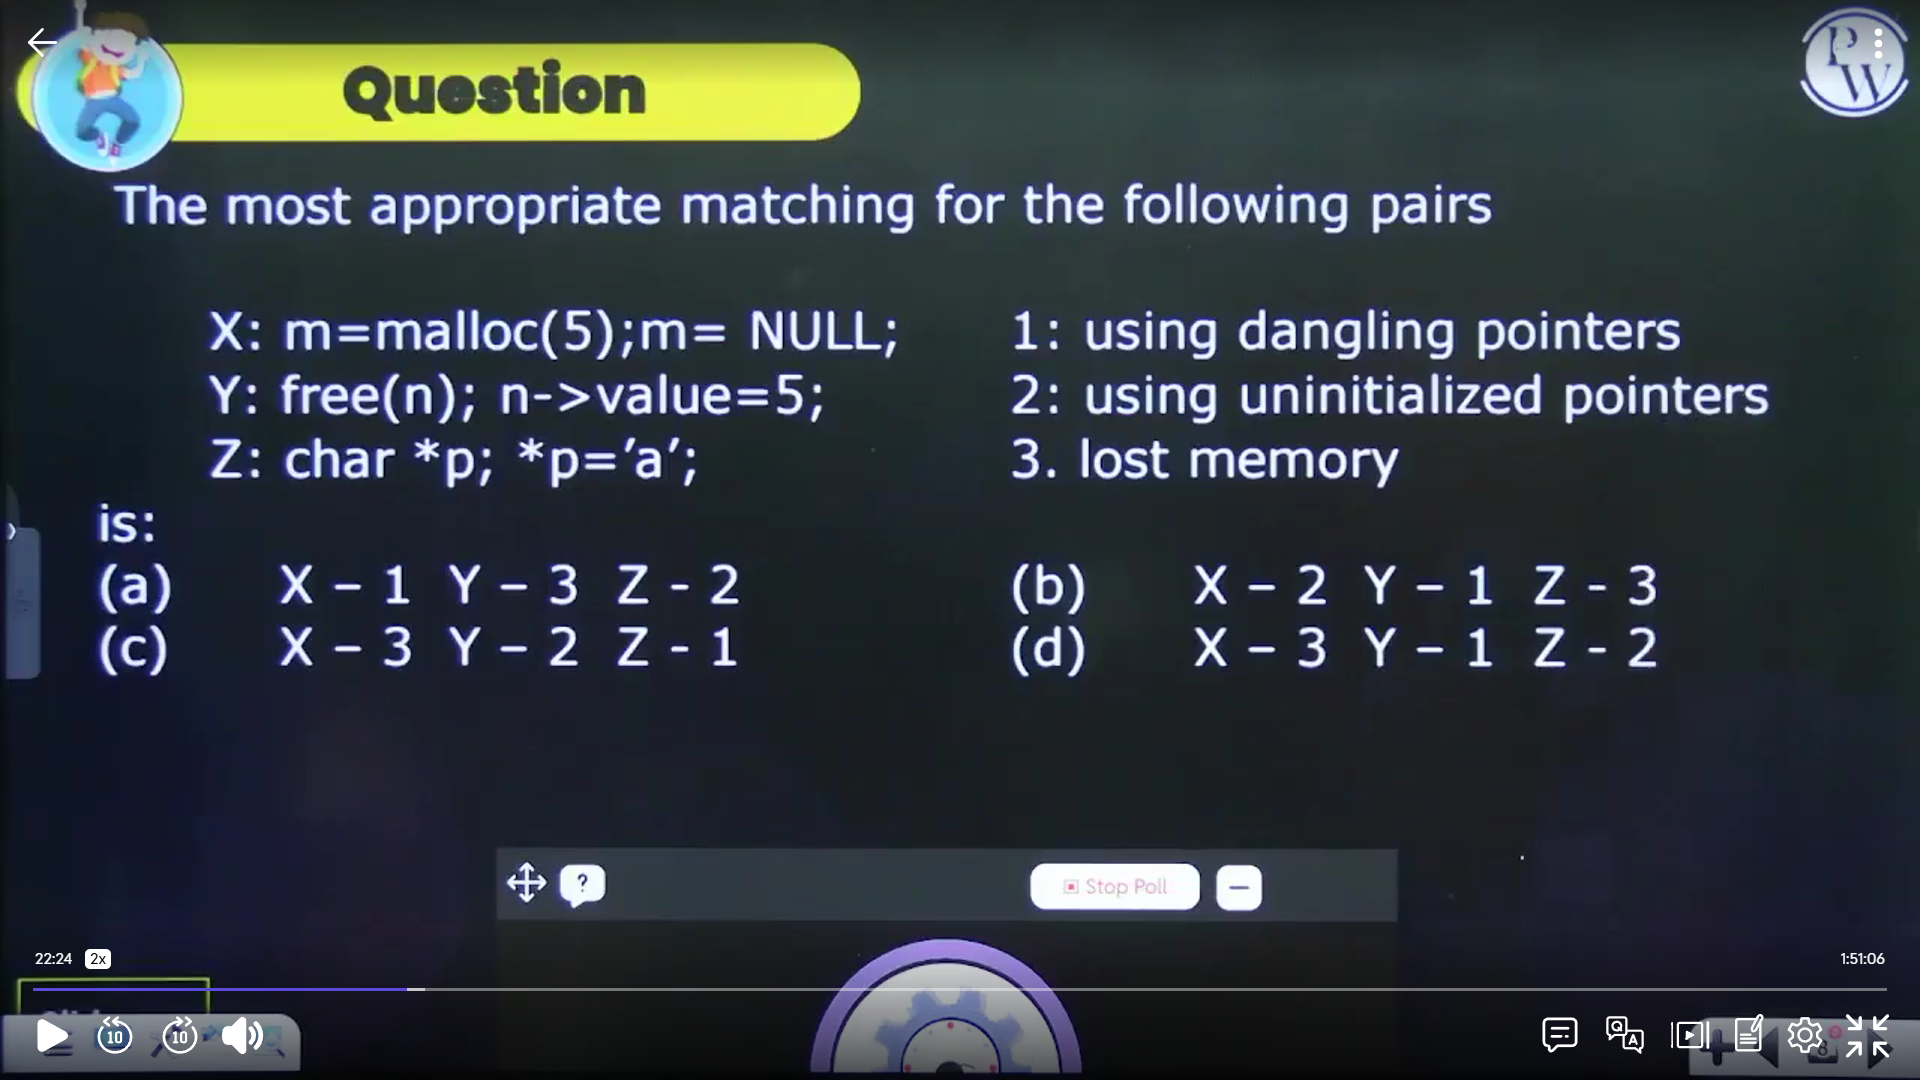 Question
PW
The most appropriate matching for the following pairs
X: m=malloc(5);m= NULL; 1: using dangling pointers
Y: free(n); n->value=5; 2: using uninitialized pointers
Z: char *p; *p=’a’; 3. lost memory
is:
(a) X – 1 Y – 3 Z - 2 (b) X – 2 Y – 1 Z - 3
(c) X – 3 Y – 2 Z - 1 (d) X – 3 Y – 1 Z - 2
? Stop Poll
22:24 2x 1:51:06
10 10 Q A 8